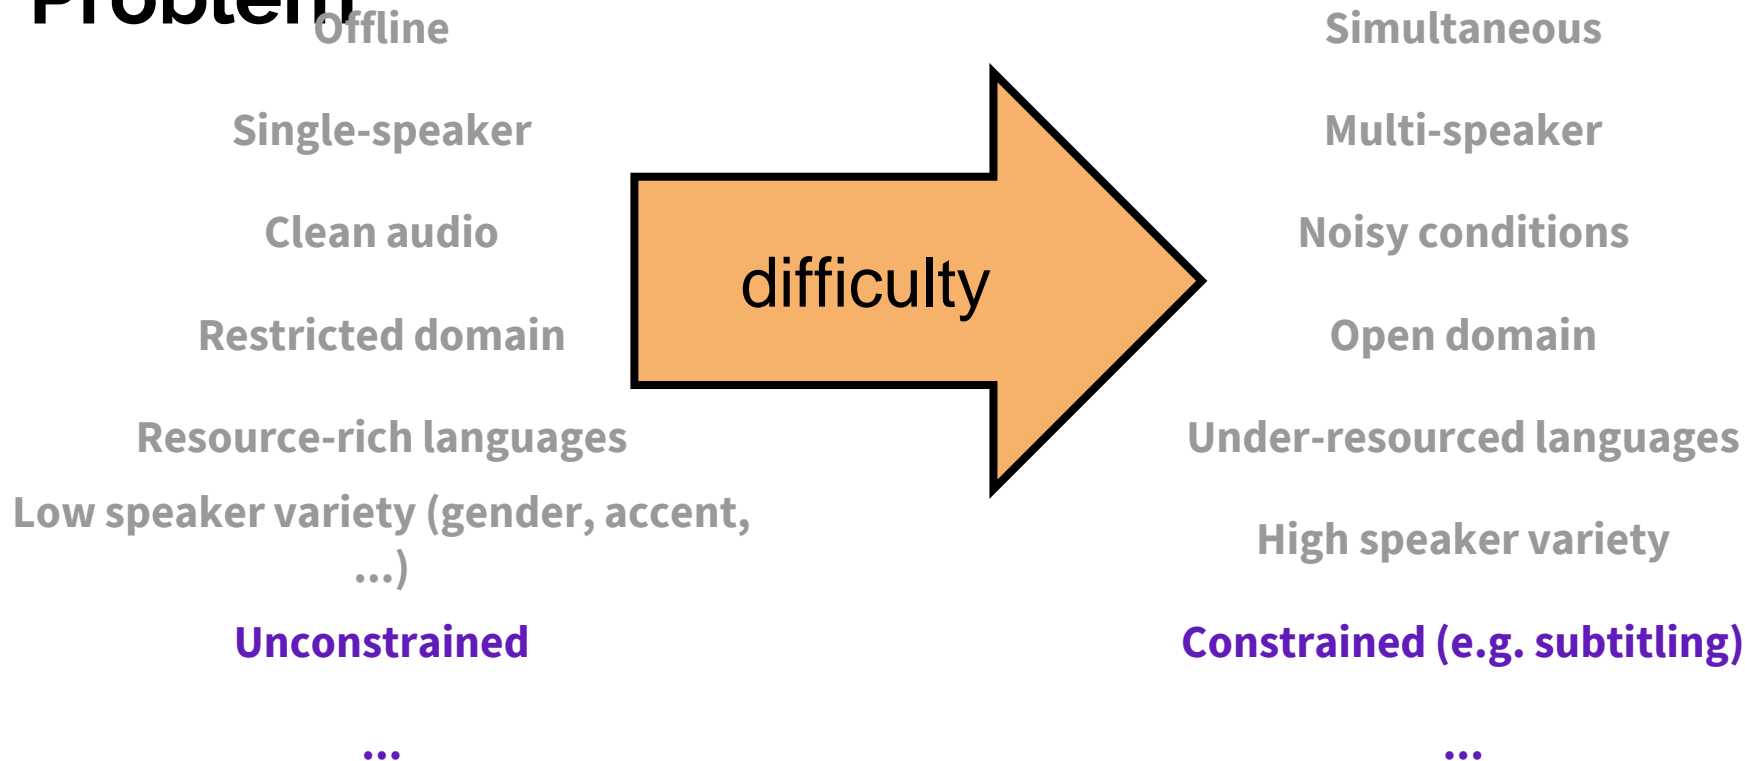 Problem
Offline
Simultaneous
Single-speaker
Multi-speaker
Clean audio
Noisy conditions
difficulty
Restricted domain
Open domain
Resource-rich languages
Under-resourced languages
Low speaker variety (gender, accent,
...)
High speaker variety
Unconstrained
Constrained (e.g. subtitling)
...
...